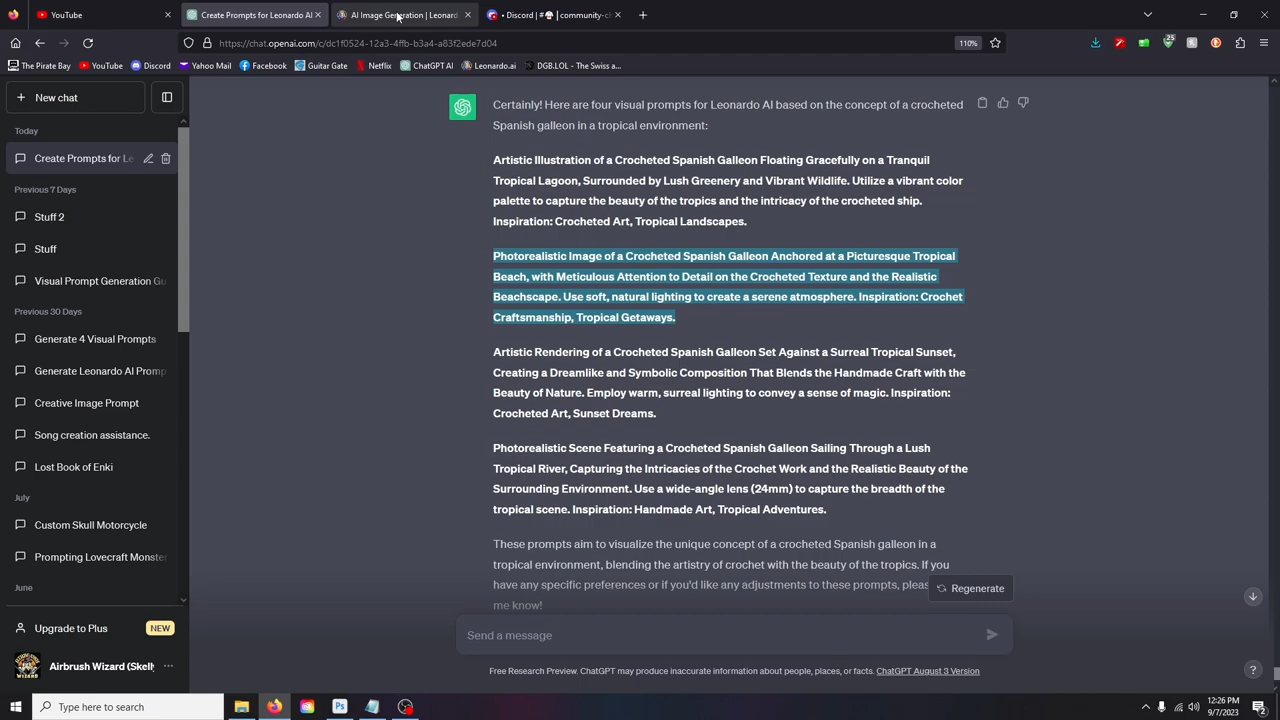 YouTube
Create Prompts for Leonardo AI
AI Image Generation | Leonard
• Discord | # | community-c
https://chat.openai.com/c/dc1f0524-12a3-4ffb-b3a4-a83f2ede7d04
110%
25
The Pirate Bay
YouTube
Discord
Yahoo Mail
Facebook
Guitar Gate
Netflix
ChatGPT AI
Leonardo.ai
DGB.LOL - The Swiss a...
New chat
Today
Create Prompts for Le
Previous 7 Days
Stuff 2
Stuff
Visual Prompt Generation Gu
Previous 30 Days
Generate 4 Visual Prompts
Generate Leonardo AI Promp
Creative Image Prompt
Song creation assistance.
Lost Book of Enki
July
Custom Skull Motorcycle
Prompting Lovecraft Monster
June
Upgrade to Plus
NEW
Airbrush Wizard (Skell
Certainly! Here are four visual prompts for Leonardo AI based on the concept of a crocheted
Spanish galleon in a tropical environment:
Artistic Illustration of a Crocheted Spanish Galleon Floating Gracefully on a Tranquil
Tropical Lagoon, Surrounded by Lush Greenery and Vibrant Wildlife. Utilize a vibrant color
palette to capture the beauty of the tropics and the intricacy of the crocheted ship.
Inspiration: Crocheted Art, Tropical Landscapes.
Photorealistic Image of a Crocheted Spanish Galleon Anchored at a Picturesque Tropical
Beach, with Meticulous Attention to Detail on the Crocheted Texture and the Realistic
Beachscape. Use soft, natural lighting to create a serene atmosphere. Inspiration: Crochet
Craftsmanship, Tropical Getaways.
Artistic Rendering of a Crocheted Spanish Galleon Set Against a Surreal Tropical Sunset,
Creating a Dreamlike and Symbolic Composition That Blends the Handmade Craft with the
Beauty of Nature. Employ warm, surreal lighting to convey a sense of magic. Inspiration:
Crocheted Art, Sunset Dreams.
Photorealistic Scene Featuring a Crocheted Spanish Galleon Sailing Through a Lush
Tropical River, Capturing the Intricacies of the Crochet Work and the Realistic Beauty of the
Surrounding Environment. Use a wide-angle lens (24mm) to capture the breadth of the
tropical scene. Inspiration: Handmade Art, Tropical Adventures.
These prompts aim to visualize the unique concept of a crocheted Spanish galleon in a
tropical environment, blending the artistry of crochet with the beauty of the tropics. If you
have any specific preferences or if you'd like any adjustments to these prompts, pleas
me know!
Regenerate
Send a message
Free Research Preview. ChatGPT may produce inaccurate information about people, places, or facts. ChatGPT August 3 Version
?
Type here to search
Ps
12:26 PM
9/7/2023
2